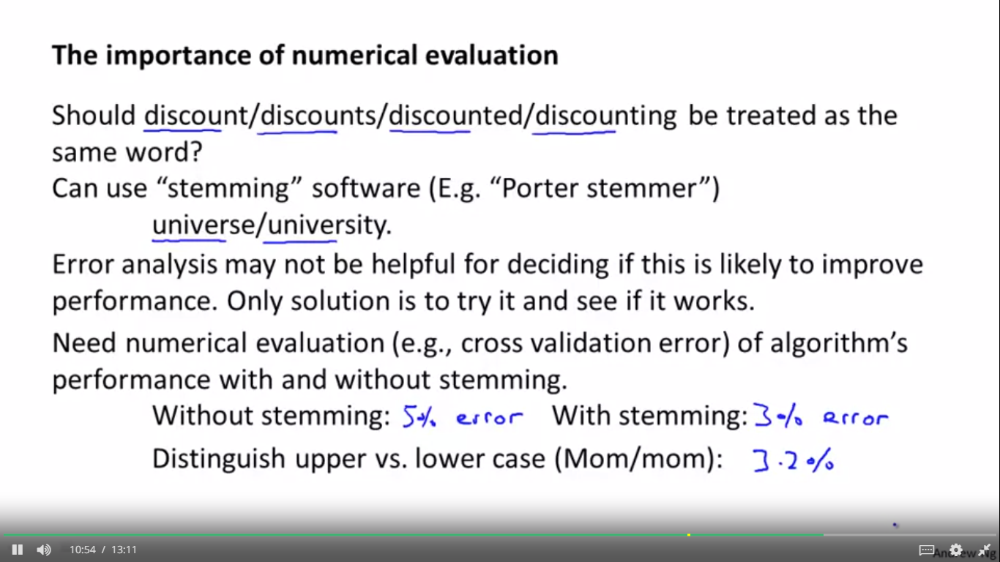 The importance of numerical evaluation
Should discount/discounts/discounted/discounting be treated as the
same word?
Can use “stemming” software (E.g. “Porter stemmer”)
universe/university.
Error analysis may not be helpful for deciding if this is likely to improve
performance. Only solution is to try it and see if it works.
Need numerical evaluation (e.g., cross validation error) of algorithm’s
performance with and without stemming.
Without stemming: 5% error With stemming: 3% error
Distinguish upper vs. lower case (Mom/mom): 3.2%
10:54 / 13:11
Andrew Ng